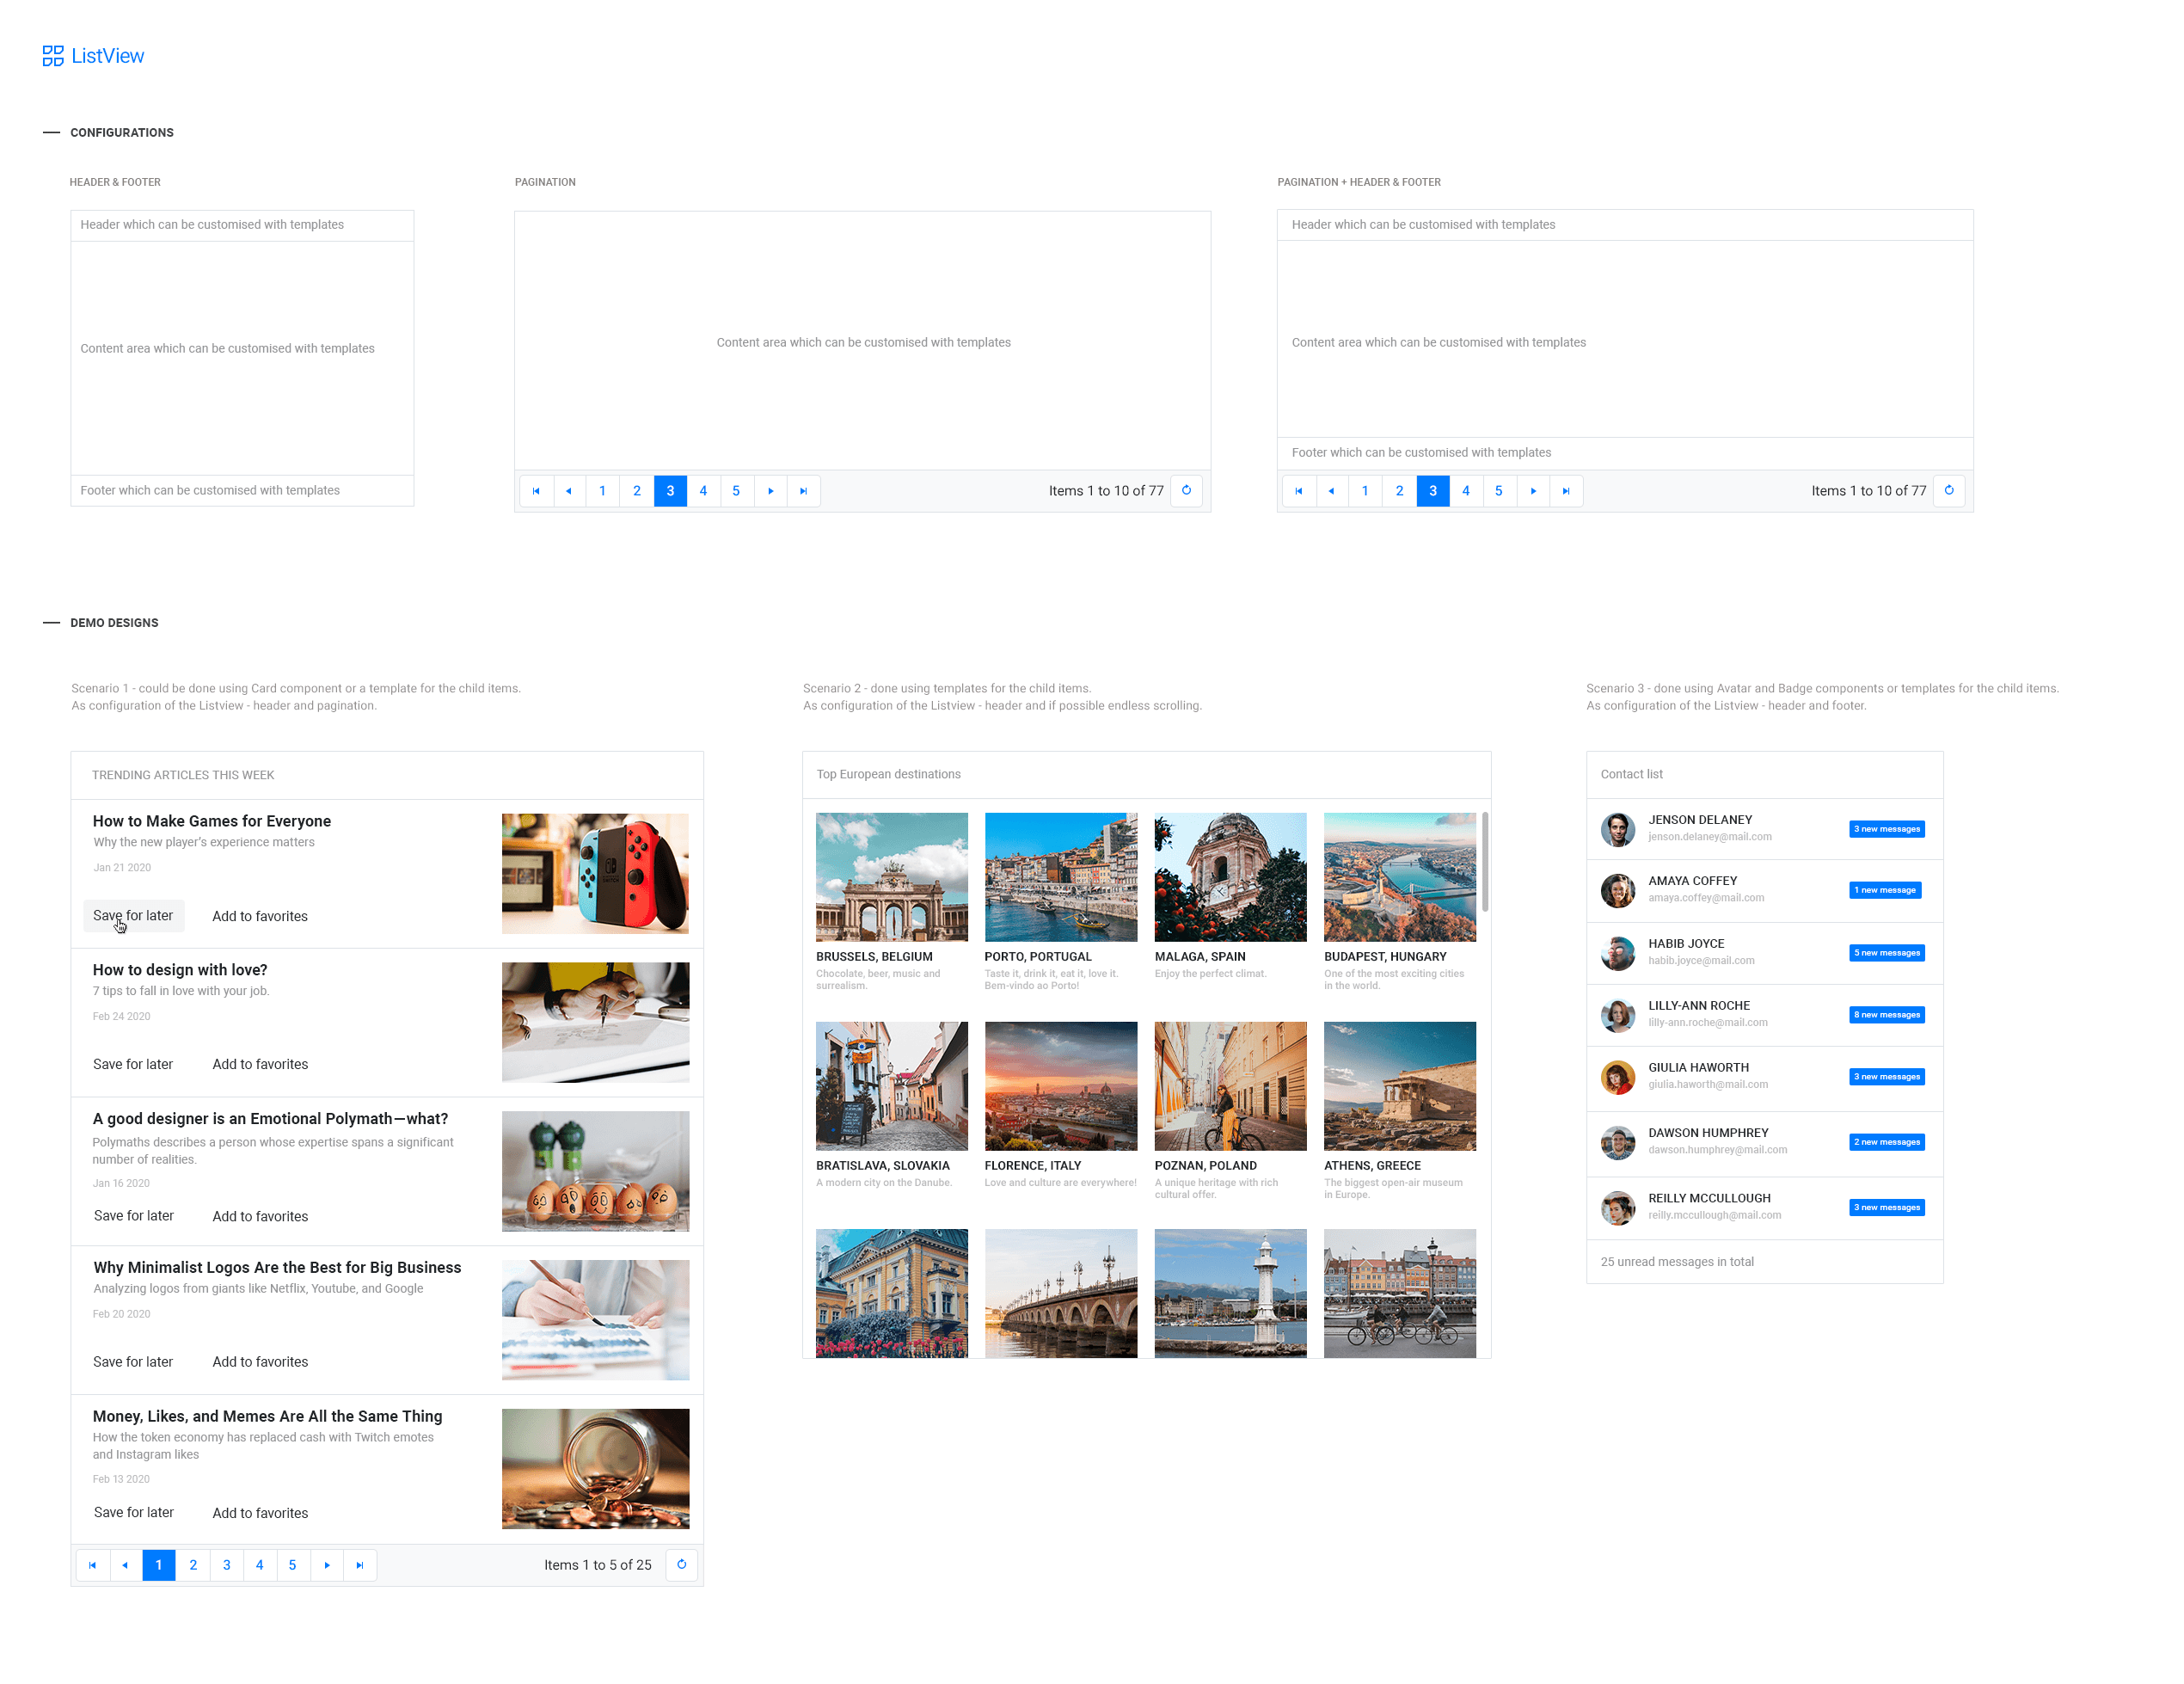 ListView
CONFIGURATIONS
HEADER & FOOTER
Header which can be customised with templates
Content area which can be customised with templates
Footer which can be customised with templates
PAGINATION
Content area which can be customised with templates
1 2 3 4 5
Items 1 to 10 of 77
PAGINATION + HEADER & FOOTER
Header which can be customised with templates
Content area which can be customised with templates
Footer which can be customised with templates
1 2 3 4 5
Items 1 to 10 of 77
DEMO DESIGNS
Scenario 1 - could be done using Card component or a template for the child items.
As configuration of the Listview - header and pagination.
TRENDING ARTICLES THIS WEEK
How to Make Games for Everyone
Why the new player's experience matters
Jan 21 2020
Save for later Add to favorites
How to design with love?
7 tips to fall in love with your job.
Feb 24 2020
Save for later Add to favorites
A good designer is an Emotional Polymath—what?
Polymaths describes a person whose expertise spans a significant
number of realities.
Jan 16 2020
Save for later Add to favorites
Why Minimalist Logos Are the Best for Big Business
Analyzing logos from giants like Netflix, Youtube, and Google
Feb 20 2020
Save for later Add to favorites
Money, Likes, and Memes Are All the Same Thing
How the token economy has replaced cash with Twitch emotes
and Instagram likes
Feb 13 2020
Save for later Add to favorites
1 2 3 4 5
Items 1 to 5 of 25
Scenario 2 - done using templates for the child items.
As configuration of the Listview - header and if possible endless scrolling.
Top European destinations
BRUSSELS, BELGIUM
Chocolate, beer, music and
surrealism.
PORTO, PORTUGAL
Taste it, drink it, eat it, love it.
Bem-vindo ao Porto!
MALAGA, SPAIN
Enjoy the perfect climat.
BUDAPEST, HUNGARY
One of the most exciting cities
in the world.
BRATISLAVA, SLOVAKIA
A modern city on the Danube.
FLORENCE, ITALY
Love and culture are everywhere!
POZNAN, POLAND
A unique heritage with rich
cultural offer.
ATHENS, GREECE
The biggest open-air museum
in Europe.
Scenario 3 - done using Avatar and Badge components or templates for the child items.
As configuration of the Listview - header and footer.
Contact list
JENSON DELANEY
jenson.delaney@mail.com
3 new messages
AMAYA COFFEY
amaya.coffey@mail.com
1 new message
HABIB JOYCE
habib.joyce@mail.com
5 new messages
LILLY-ANN ROCHE
lilly-ann.roche@mail.com
8 new messages
GIULIA HAWORTH
giulia.haworth@mail.com
3 new messages
DAWSON HUMPHREY
dawson.humphrey@mail.com
2 new messages
REILLY MCCULLOUGH
reilly.mccullough@mail.com
3 new messages
25 unread messages in total